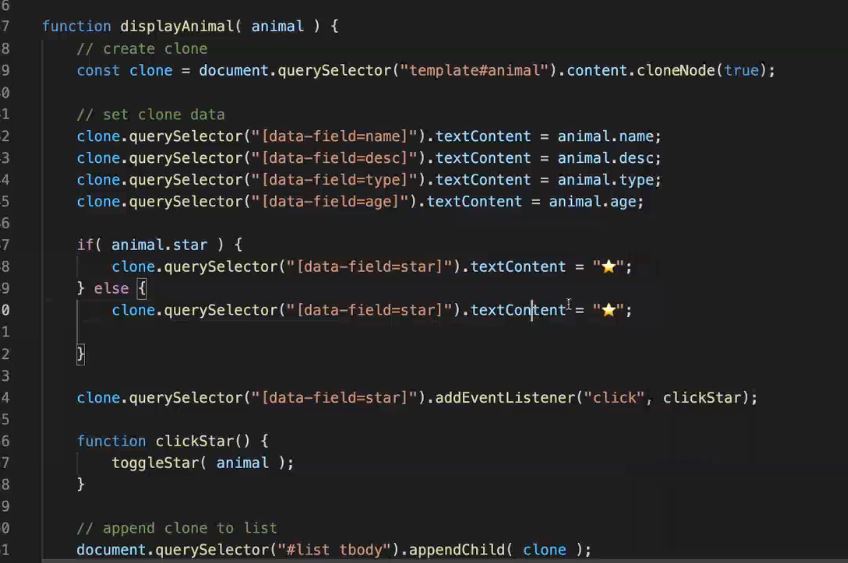 6
7 function displayAnimal( animal ) {
8 // create clone
9 const clone = document.querySelector("template#animal").content.cloneNode(true);
0
1 // set clone data
2 clone.querySelector("[data-field=name]").textContent = animal.name;
3 clone.querySelector("[data-field=desc]").textContent = animal.desc;
4 clone.querySelector("[data-field=type]").textContent = animal.type;
5 clone.querySelector("[data-field=age]").textContent = animal.age;
6
7 if( animal.star ) {
8 clone.querySelector("[data-field=star]").textContent = "⭐";
9 } else {
0 clone.querySelector("[data-field=star]").textContent = "⭐";
1
2 }
3
4 clone.querySelector("[data-field=star]").addEventListener("click", clickStar);
5
6 function clickStar() {
7 toggleStar( animal );
8 }
9
0 // append clone to list
1 document.querySelector("#list tbody").appendChild( clone );